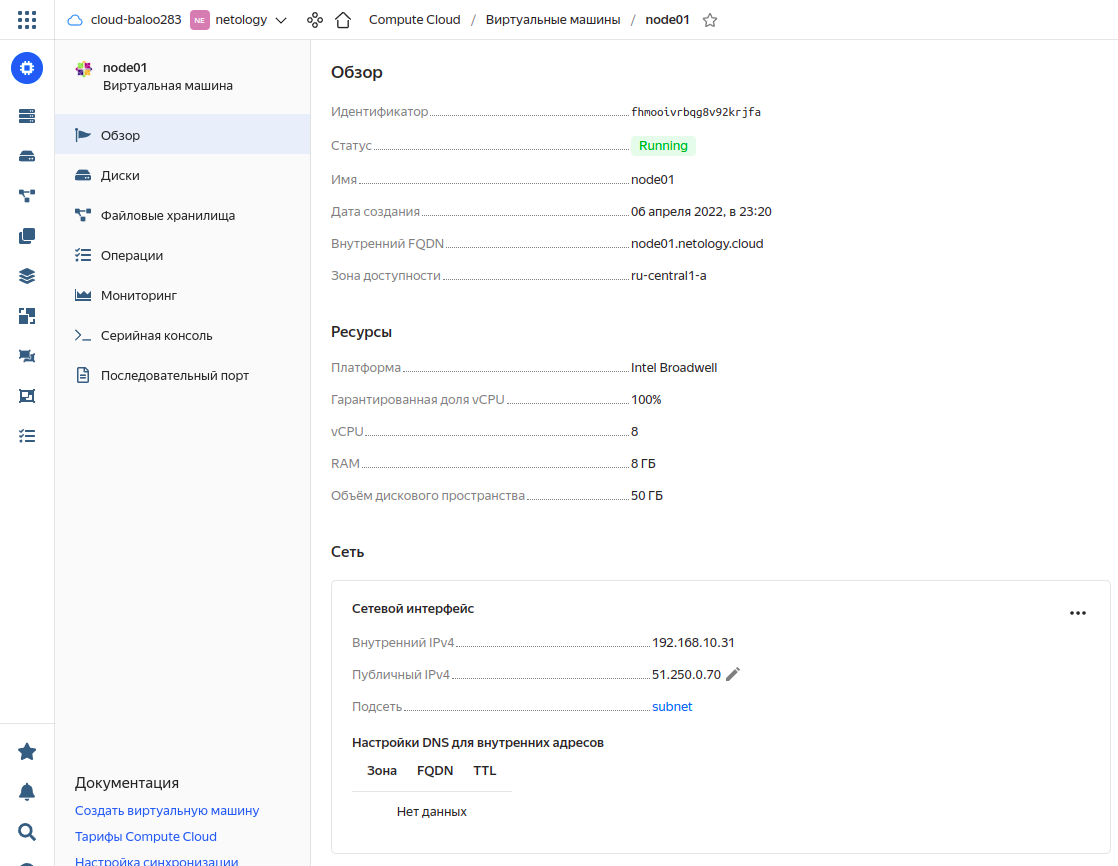 cloud-baloo283 NE netology Compute Cloud / Виртуальные машины / node01
node01
Виртуальная машина
Обзор
Диски
Файловые хранилища
Операции
Мониторинг
Серийная консоль
Последовательный порт
Документация
Создать виртуальную машину
Тарифы Compute Cloud
Настройка синхронизации
Обзор
Идентификатор fhmooivrbqg8v92krjfa
Статус Running
Имя node01
Дата создания 06 апреля 2022, в 23:20
Внутренний FQDN node01.netology.cloud
Зона доступности ru-central1-a
Ресурсы
Платформа Intel Broadwell
Гарантированная доля vCPU 100%
vCPU 8
RAM 8 ГБ
Объём дискового пространства 50 ГБ
Сеть
Сетевой интерфейс
Внутренний IPv4 192.168.10.31
Публичный IPv4 51.250.0.70
Подсеть subnet
Настройки DNS для внутренних адресов
Зона FQDN TTL
Нет данных